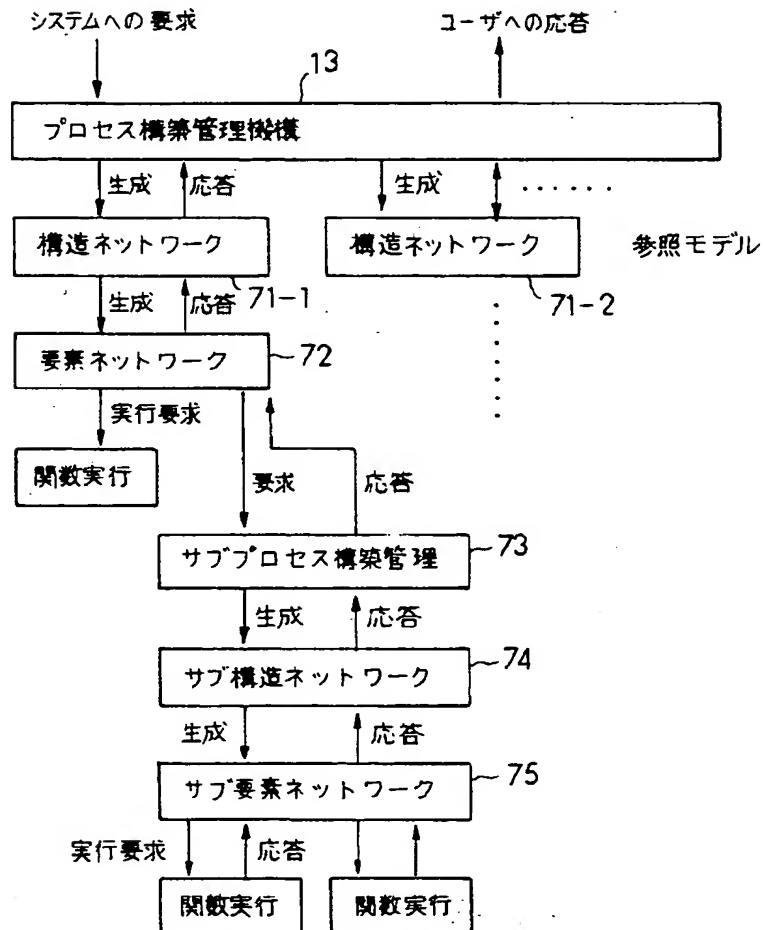 システムへの要求
ユーザへの応答
13
プロセス構築管理機構
生成
応答
生成
......
構造ネットワーク
構造ネットワーク
参照モデル
71-1
71-2
生成
応答
要素ネットワーク
72
実行要求
関数実行
要求
応答
サブプロセス構築管理
73
生成
応答
サブ構造ネットワーク
74
生成
応答
サブ要素ネットワーク
75
実行要求
応答
関数実行
関数実行